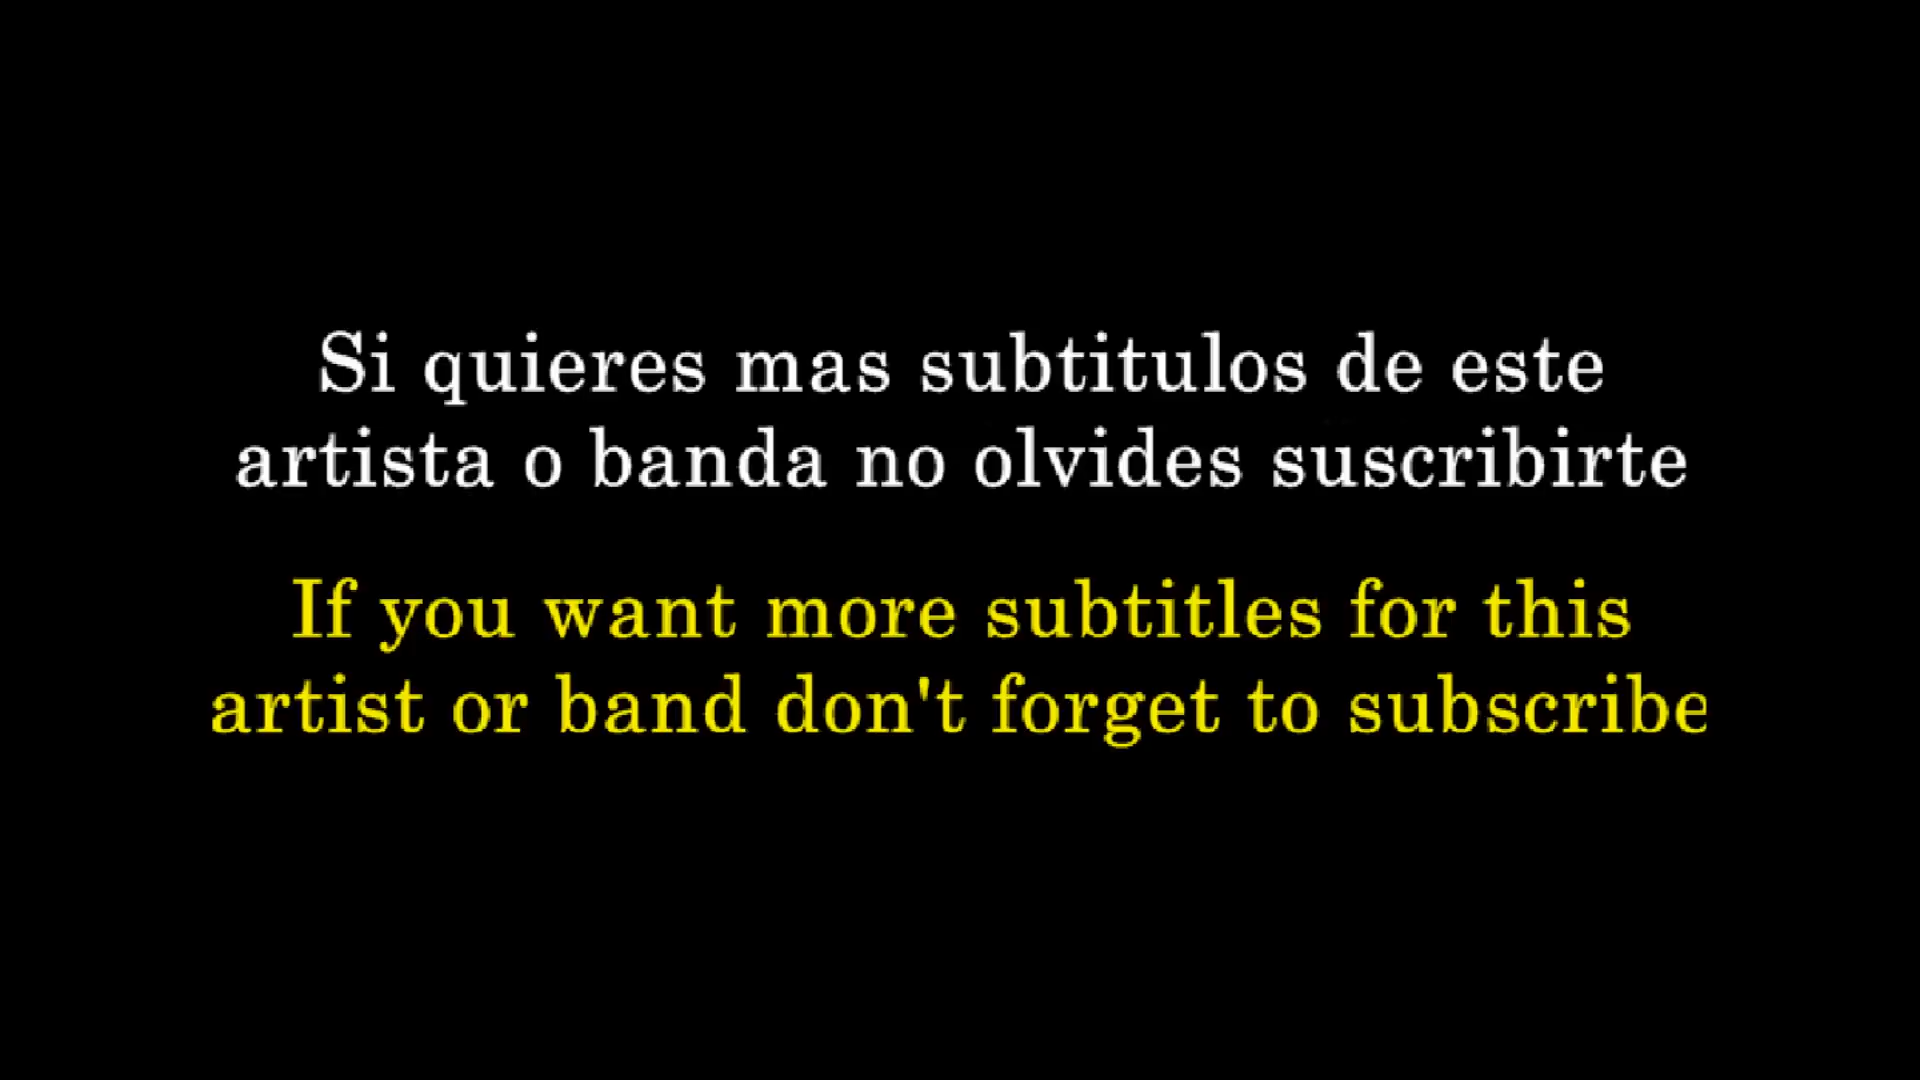 Si quieres mas subtitulos de este
artista o banda no olvides suscribirte
If you want more subtitles for this
artist or band don't forget to subscribe